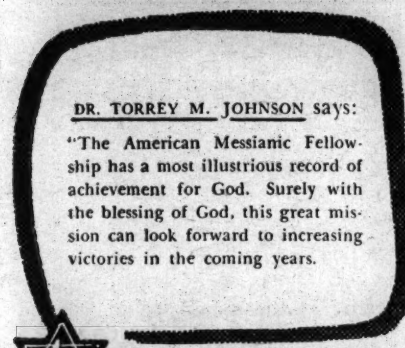 DR. TORREY M. JOHNSON says:
"The American Messianic Fellow-
ship has a most illustrious record of
achievement for God. Surely with
the blessing of God, this great mis-
sion can look forward to increasing
victories in the coming years.